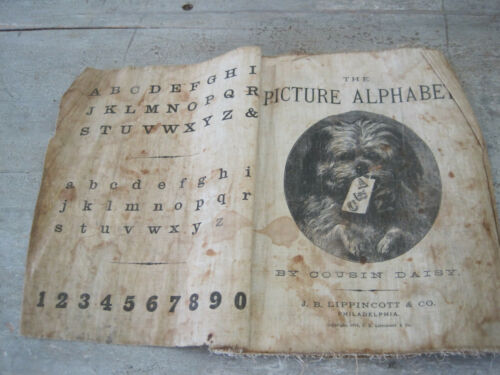 A B C D E F G H I
J K L M N O P Q R
S T U V W X Y Z &
a b c d e f g h i
j k l m n o p q r
s t u v w x y z
1 2 3 4 5 6 7 8 9 0
THE
PICTURE ALPHABET
BY COUSIN DAISY.
J. B. LIPPINCOTT & CO.
PHILADELPHIA.